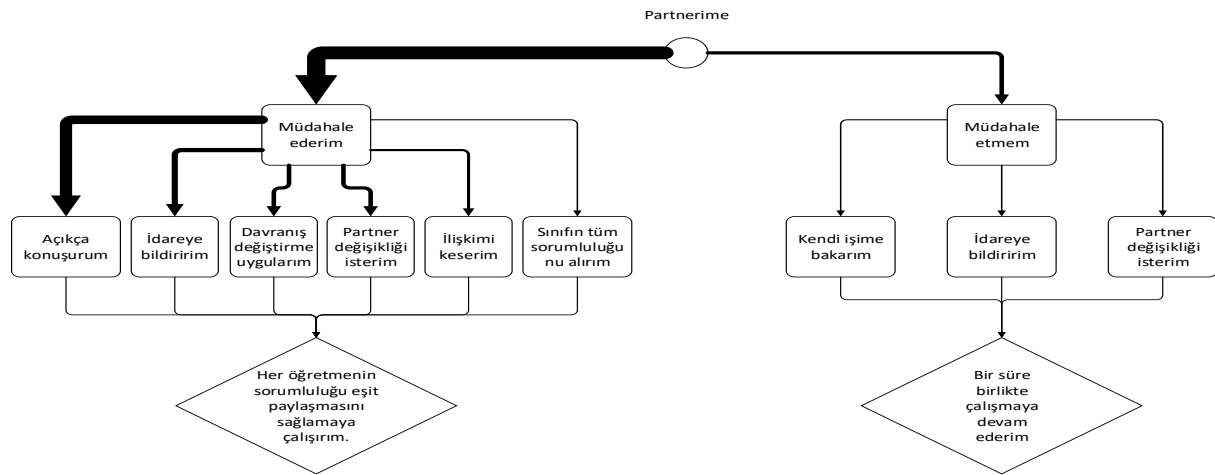 Partnerime
Müdahale
ederim
Müdahale
etmem
Açıkça
konuşurum
İdareye
bildiririm
Davranış
değiştirme
uygularım
Partner
değişikliği
isterim
İlişkimi
keserim
Sınıfın tüm
sorumluluğu
nu alırım
Kendi işime
bakarım
İdareye
bildiririm
Partner
değişikliği
isterim
Her öğretmenin
sorumluluğu eşit
paylaşmasını
sağlamaya
çalışırım.
Bir süre
birlikte
çalışmaya
devam
ederim